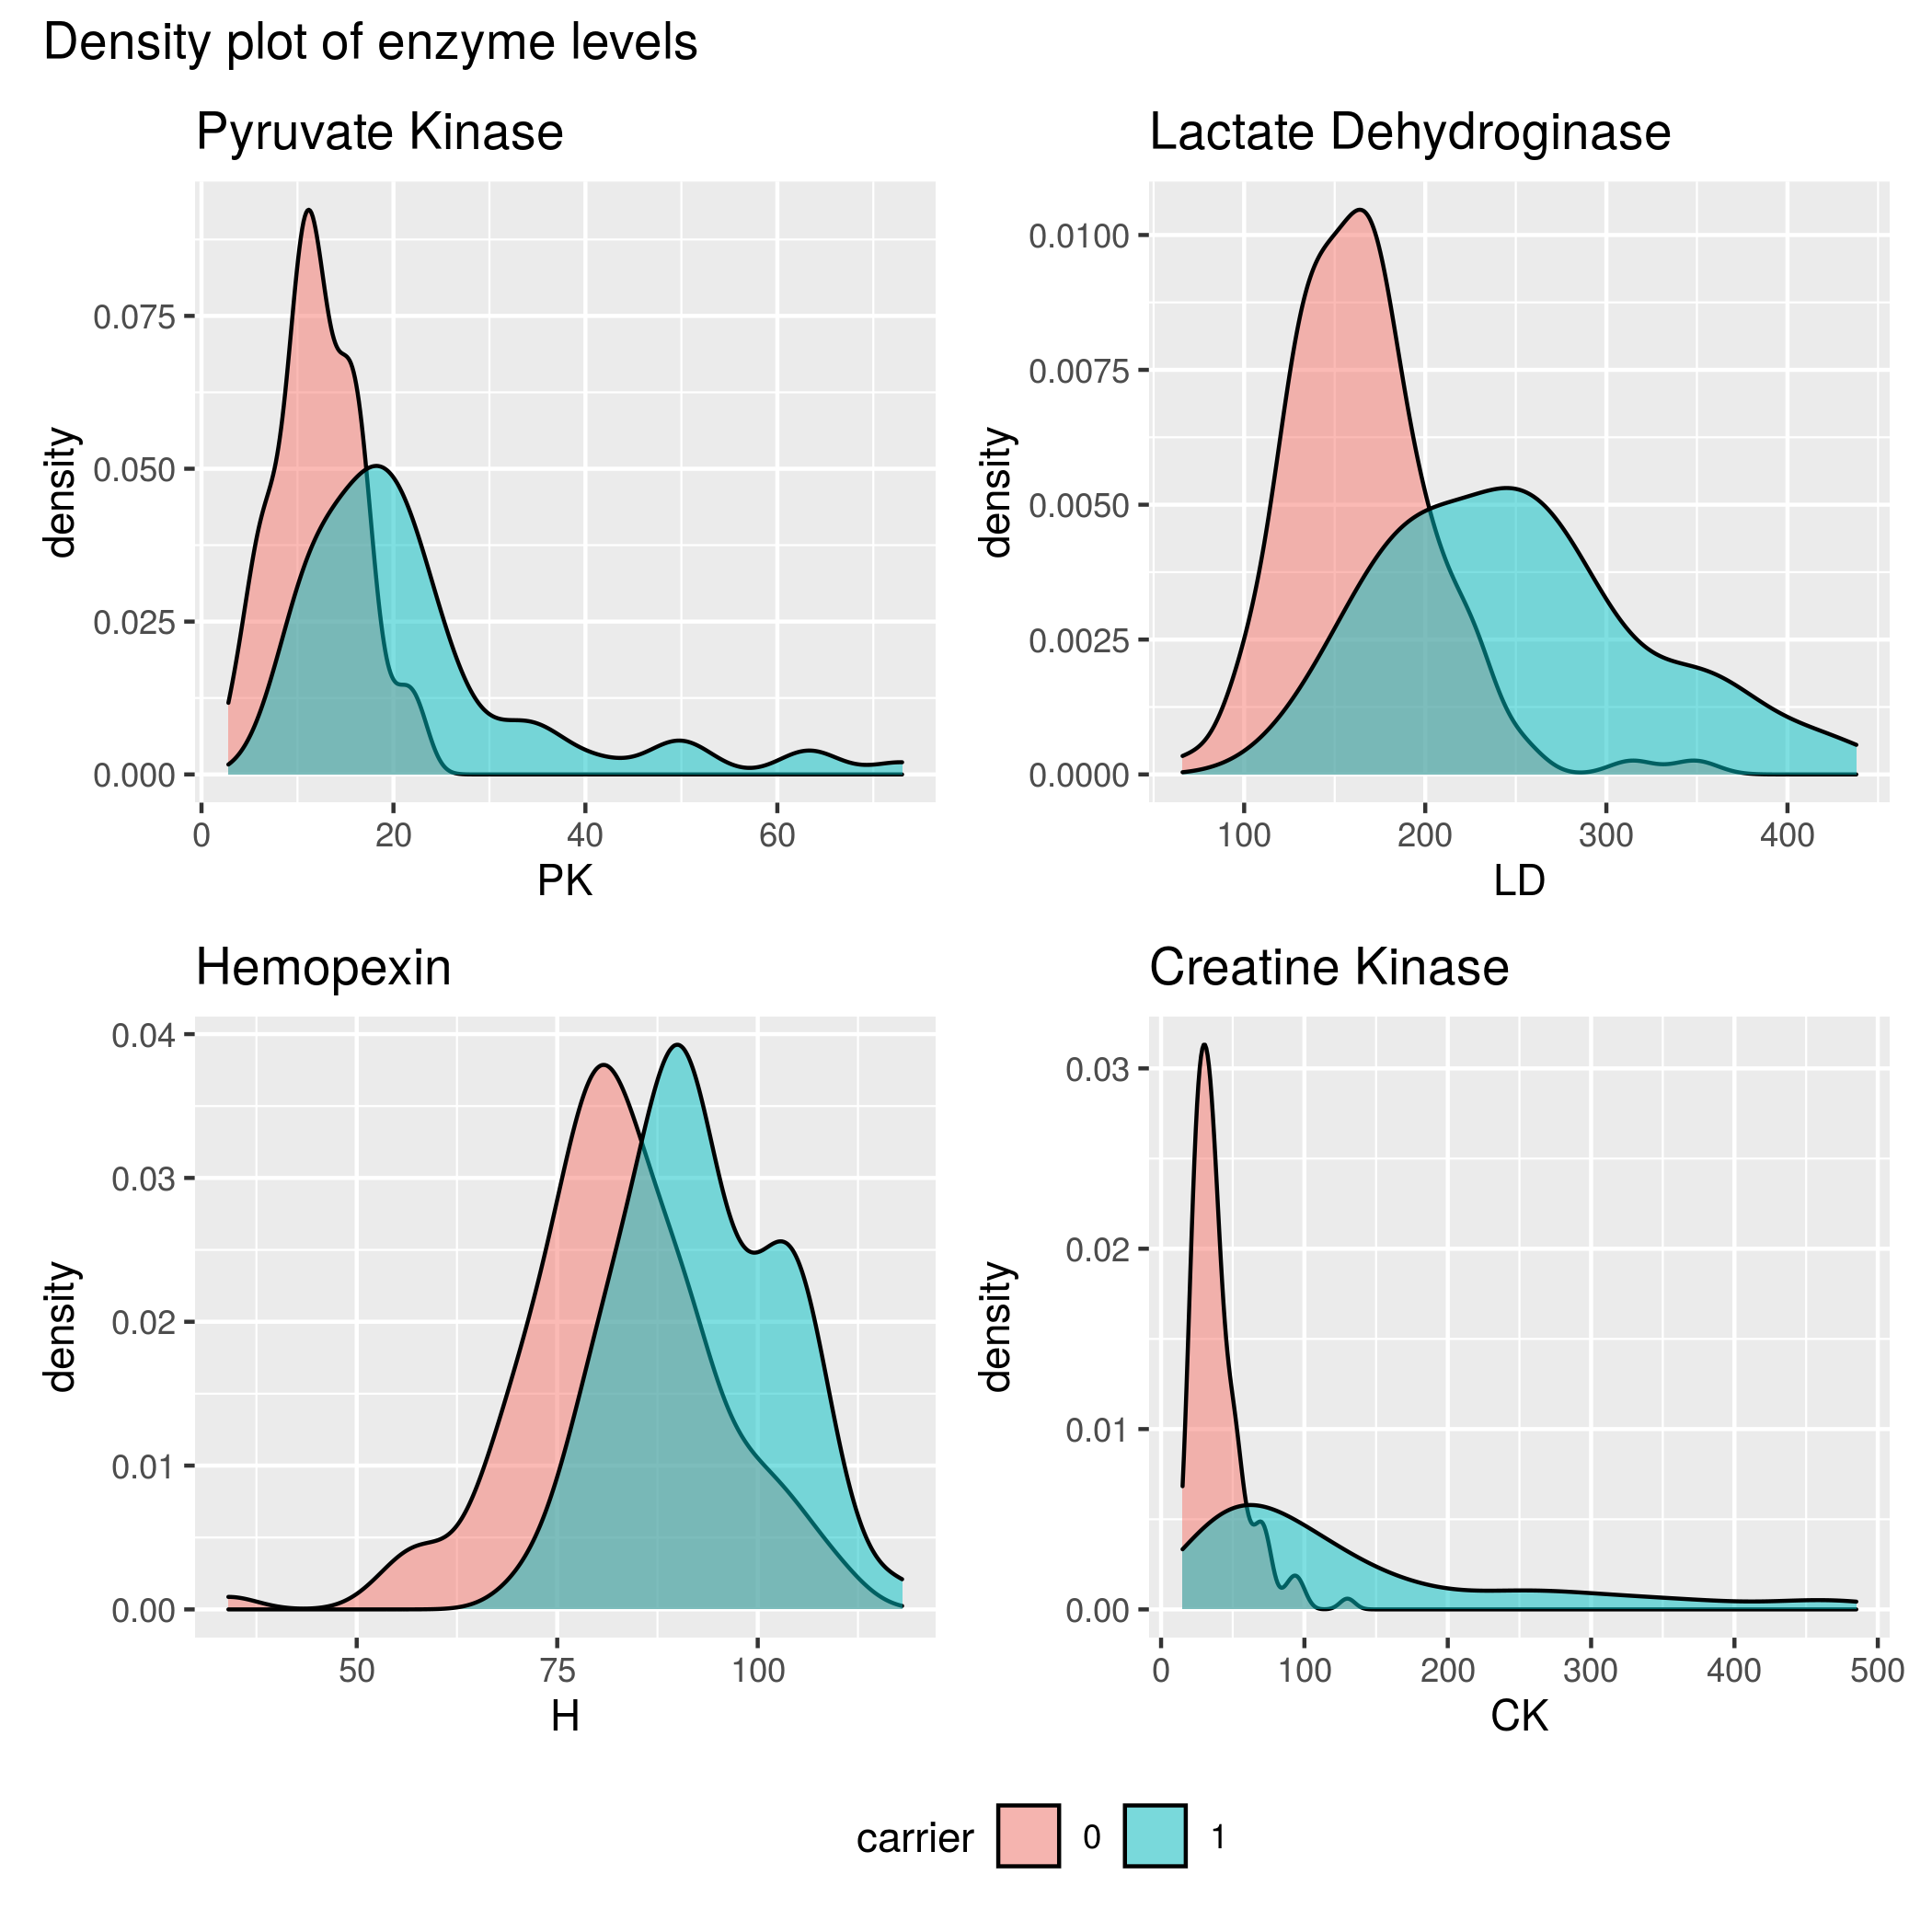 Density plot of enzyme levels
Pyruvate Kinase
0.075
0.050
0.025
0.000
density
0 20 40 60
PK
Lactate Dehydroginase
0.0100
0.0075
0.0050
0.0025
0.0000
density
100 200 300 400
LD
Hemopexin
0.04
0.03
0.02
0.01
0.00
density
50 75 100
H
Creatine Kinase
0.03
0.02
0.01
0.00
density
0 100 200 300 400 500
CK
carrier 0 1